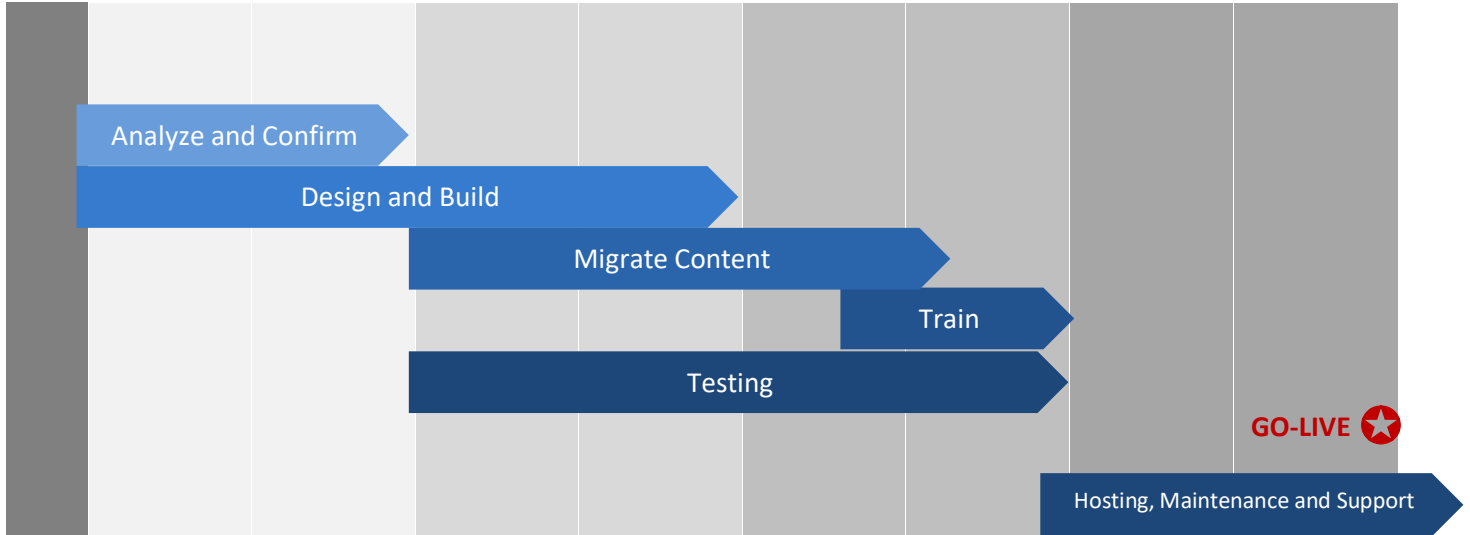 Analyze and Confirm
Design and Build
Migrate Content
Train
Testing
GO-LIVE
Hosting, Maintenance and Support